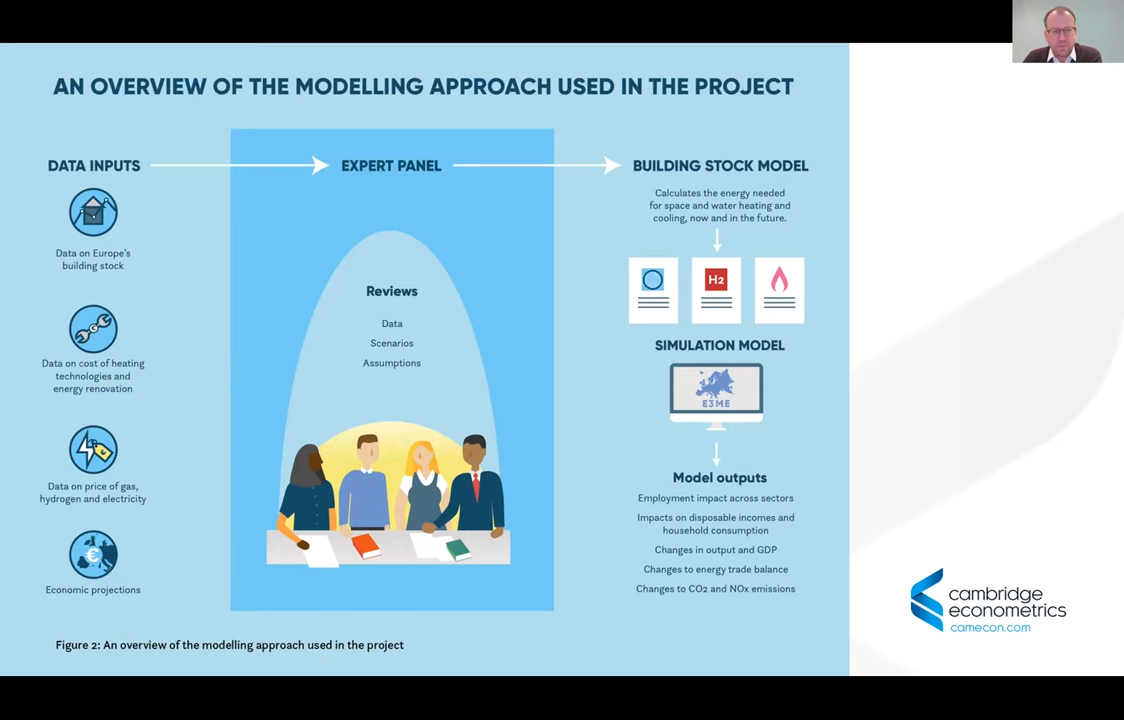 AN OVERVIEW OF THE MODELLING APPROACH USED IN THE PROJECT
DATA INPUTS
Data on Europe's
building stock
Data on cost of heating
technologies and
energy renovation
Data on price of gas,
hydrogen and electricity
€
Economic projections
EXPERT PANEL
Reviews
Data
Scenarios
Assumptions
BUILDING STOCK MODEL
Calculates the energy needed
for space and water heating and
cooling, now and in the future.
H2
SIMULATION MODEL
E3ME
Model outputs
Employment impact across sectors
Impacts on disposable incomes and
household consumption
Changes in output and GDP
Changes to energy trade balance
Changes to CO2 and NOx emissions
Figure 2: An overview of the modelling approach used in the project
cambridge
econometrics
camecon.com